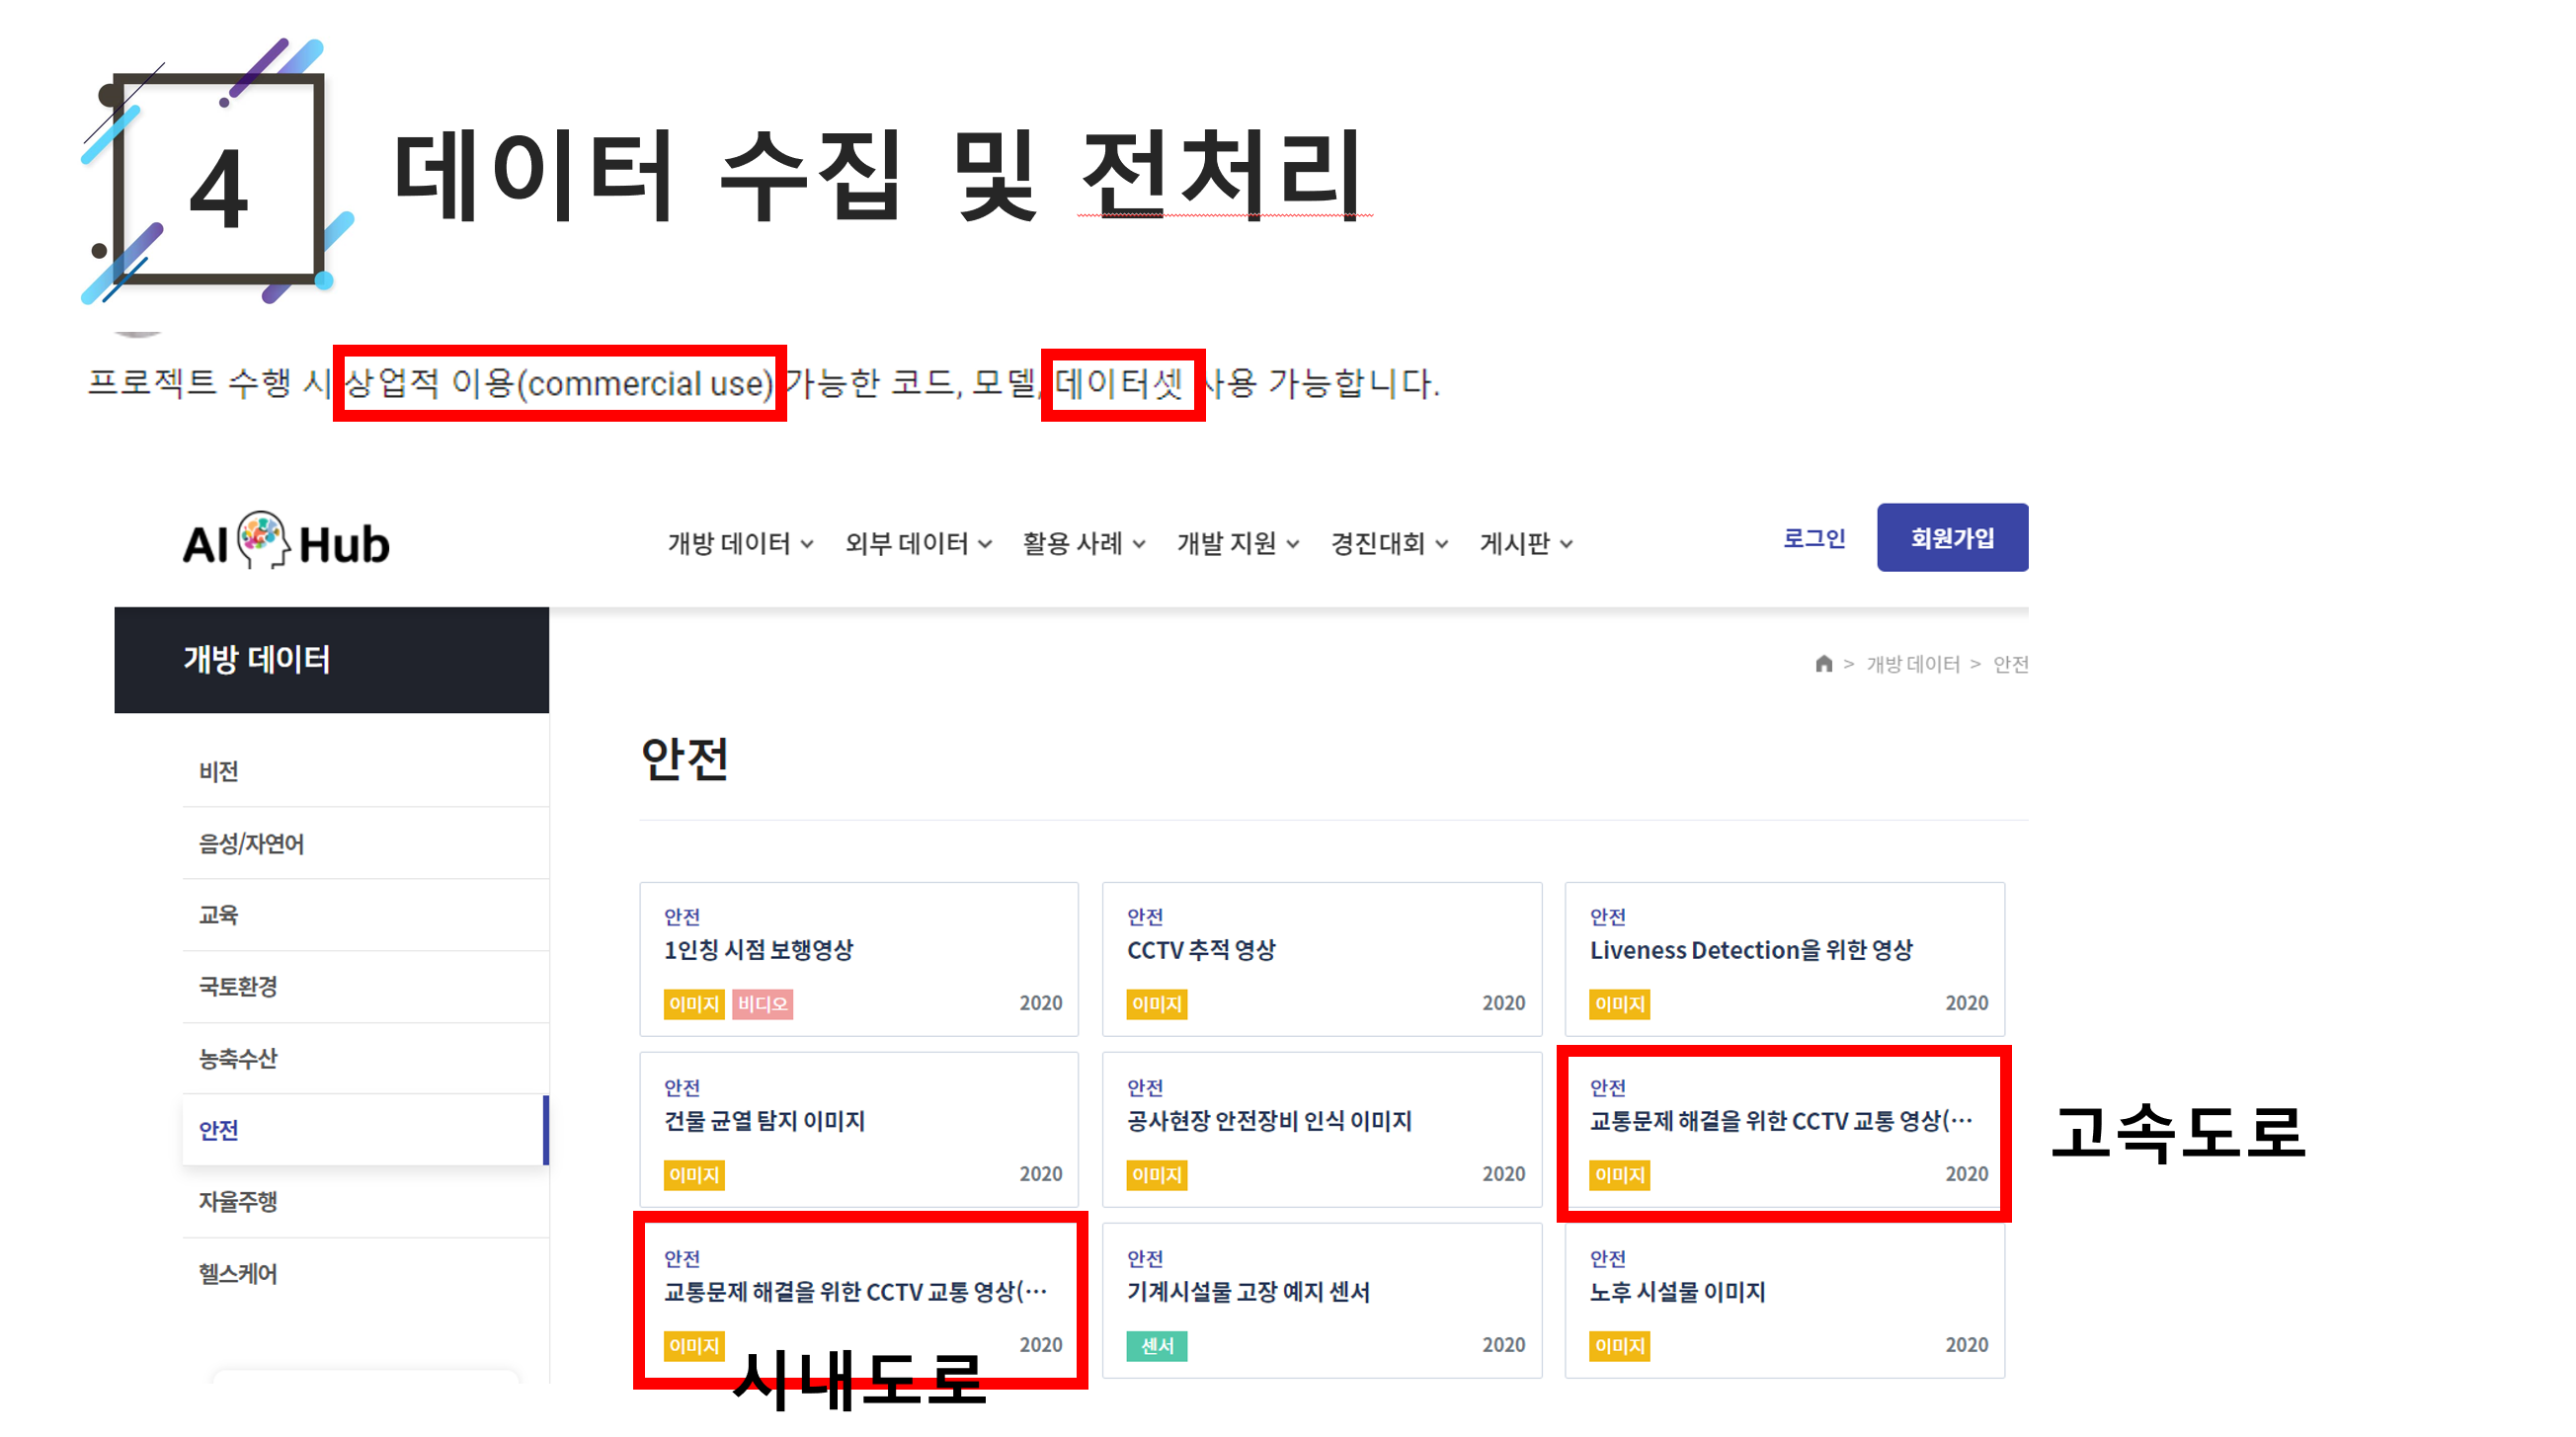 4
데이터 수집 및 전처리
프로젝트 수행 시 상업적 이용(commercial use) 가능한 코드, 모델, 데이터셋 사용 가능합니다.
AI Hub
개방 데이터 외부 데이터 활용 사례 개발 지원 경진대회 게시판 로그인 회원가입
개방 데이터
> 개방 데이터 > 안전
비전
음성/자연어
교육
국토환경
농축수산
안전
자율주행
헬스케어
안전
안전
1인칭 시점 보행영상
이미지 비디오 2020
안전
CCTV 추적 영상
이미지 2020
안전
Liveness Detection을 위한 영상
이미지 2020
안전
건물 균열 탐지 이미지
이미지 2020
안전
공사현장 안전장비 인식 이미지
이미지 2020
안전
교통문제 해결을 위한 CCTV 교통 영상(…
이미지 2020
고속도로
안전
교통문제 해결을 위한 CCTV 교통 영상(…
이미지 2020
시내도로
안전
기계시설물 고장 예지 센서
센서 2020
안전
노후 시설물 이미지
이미지 2020